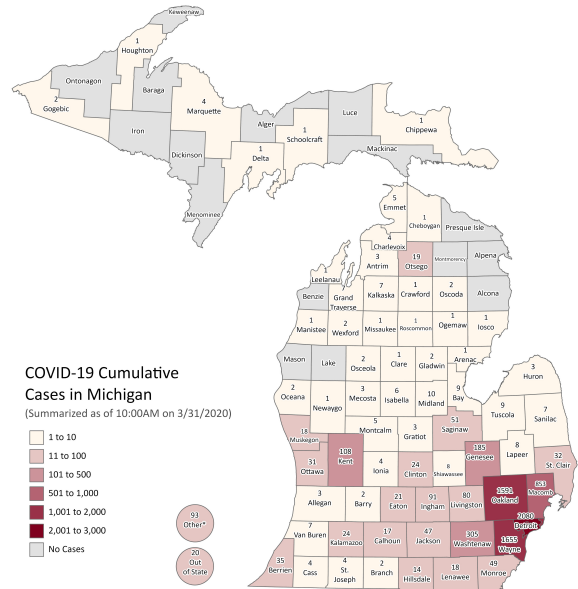 Keweenaw
1
Houghton
Ontonagon
Baraga
2
Gogebic
4
Marquette
Iron
Alger
Luce
1
Chippewa
1
Schoolcraft
Mackinac
Dickinson
1
Delta
Menominee
5
Emmet
1
Cheboygan
Presque Isle
4
Charlevoix
3
Antrim
19
Otsego
Montmorency
Alpena
1
Leelanau
Benzie
Grand
Traverse
7
Kalkaska
1
Crawford
2
Oscoda
Alcona
1
Manistee
2
Wexford
1
Missaukee
1
Roscommon
1
Ogemaw
1
Iosco
Mason
Lake
2
Osceola
1
Clare
2
Gladwin
1
Arenac
3
Huron
COVID-19 Cumulative
Cases in Michigan
(Summarized as of 10:00AM on 3/31/2020)
2
Oceana
1
Newaygo
3
Mecosta
6
Isabella
10
Midland
9
Bay
9
Tuscola
7
Sanilac
1 to 10
11 to 100
101 to 500
501 to 1,000
1,001 to 2,000
2,001 to 3,000
No Cases
18
Muskegon
5
Montcalm
3
Gratiot
51
Saginaw
31
Ottawa
108
Kent
4
Ionia
24
Clinton
8
Shiawassee
185
Genesee
8
Lapeer
32
St. Clair
3
Allegan
2
Barry
21
Eaton
91
Ingham
80
Livingston
1591
Oakland
851
Macomb
2080
Detroit
93
Other*
20
Out
of State
7
Van Buren
24
Kalamazoo
17
Calhoun
47
Jackson
305
Washtenaw
1655
Wayne
35
Berrien
4
Cass
4
St.
Joseph
2
Branch
14
Hillsdale
18
Lenawee
49
Monroe